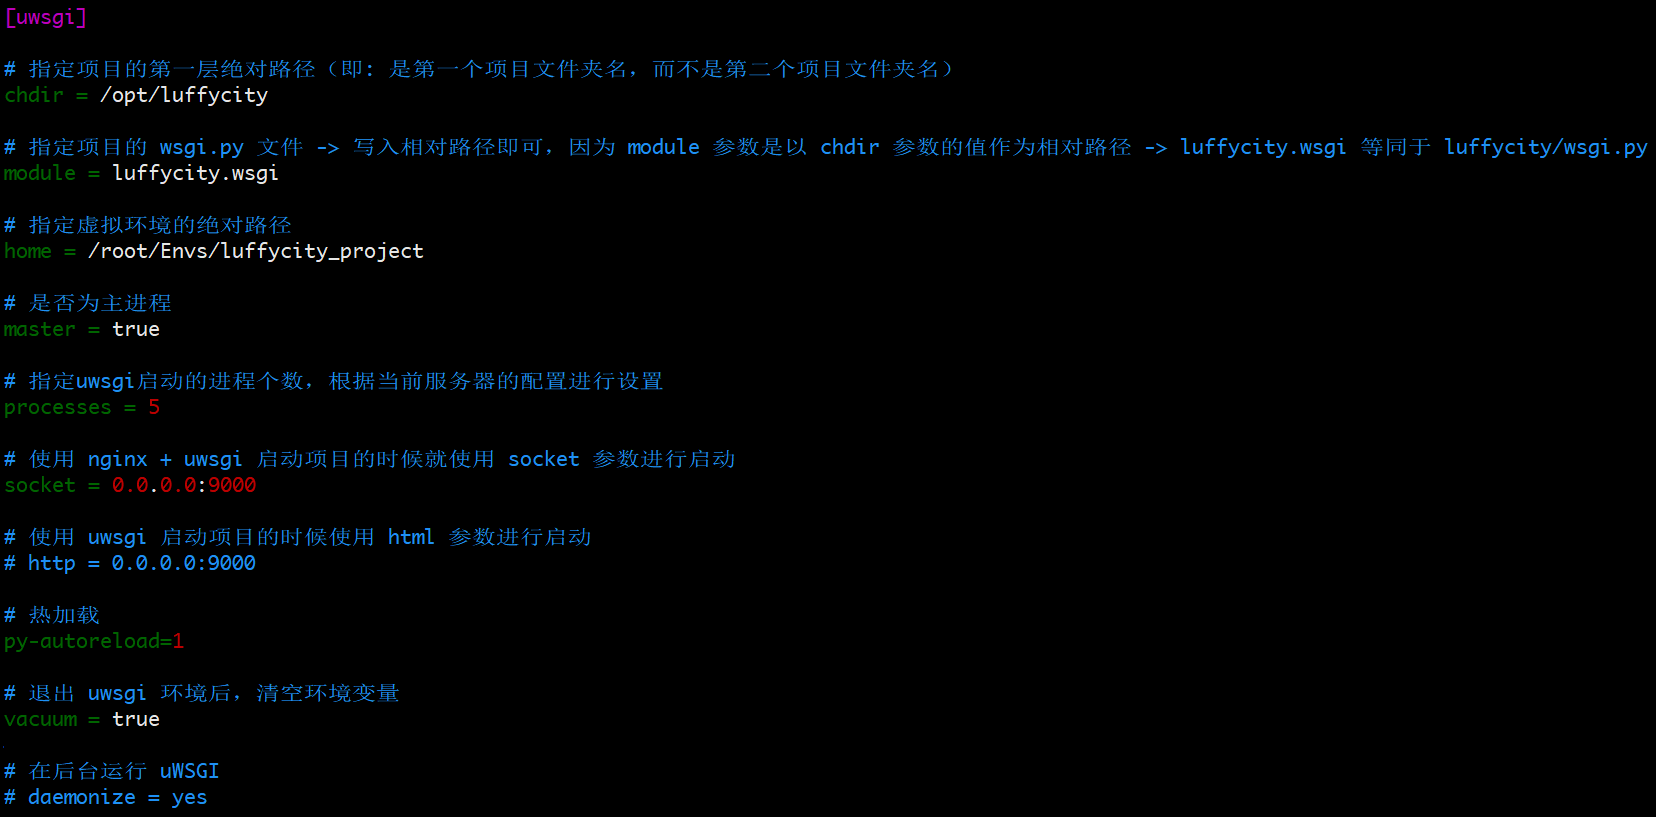 [uwsgi]
# 指定项目的第一层绝对路径（即: 是第一个项目文件夹名，而不是第二个项目文件夹名）
chdir = /opt/luffycity
# 指定项目的 wsgi.py 文件 -> 写入相对路径即可，因为 module 参数是以 chdir 参数的值作为相对路径 -> luffycity.wsgi 等同于 luffycity/wsgi.py
module = luffycity.wsgi
# 指定虚拟环境的绝对路径
home = /root/Envs/luffycity_project
# 是否为主进程
master = true
# 指定uwsgi启动的进程个数，根据当前服务器的配置进行设置
processes = 5
# 使用 nginx + uwsgi 启动项目的时候就使用 socket 参数进行启动
socket = 0.0.0.0:9000
# 使用 uwsgi 启动项目的时候使用 html 参数进行启动
# http = 0.0.0.0:9000
# 热加载
py-autoreload=1
# 退出 uwsgi 环境后，清空环境变量
vacuum = true
# 在后台运行 uWSGI
# daemonize = yes